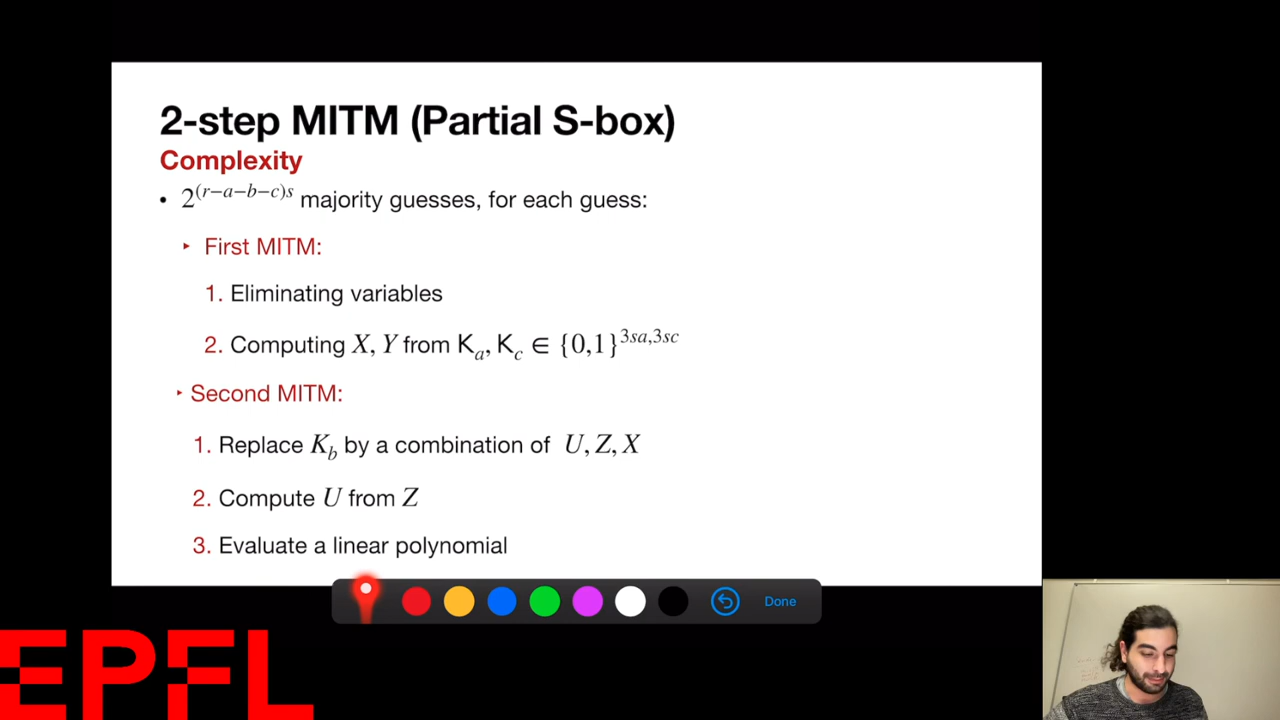 2-step MITM (Partial S-box)
Complexity
• 2^{(r−a−b−c)s} majority guesses, for each guess:
‣ First MITM:
1. Eliminating variables
2. Computing X, Y from K_a, K_c ∈ {0,1}^{3sa,3sc}
‣ Second MITM:
1. Replace K_b by a combination of U, Z, X
2. Compute U from Z
3. Evaluate a linear polynomial
Done
EPFL